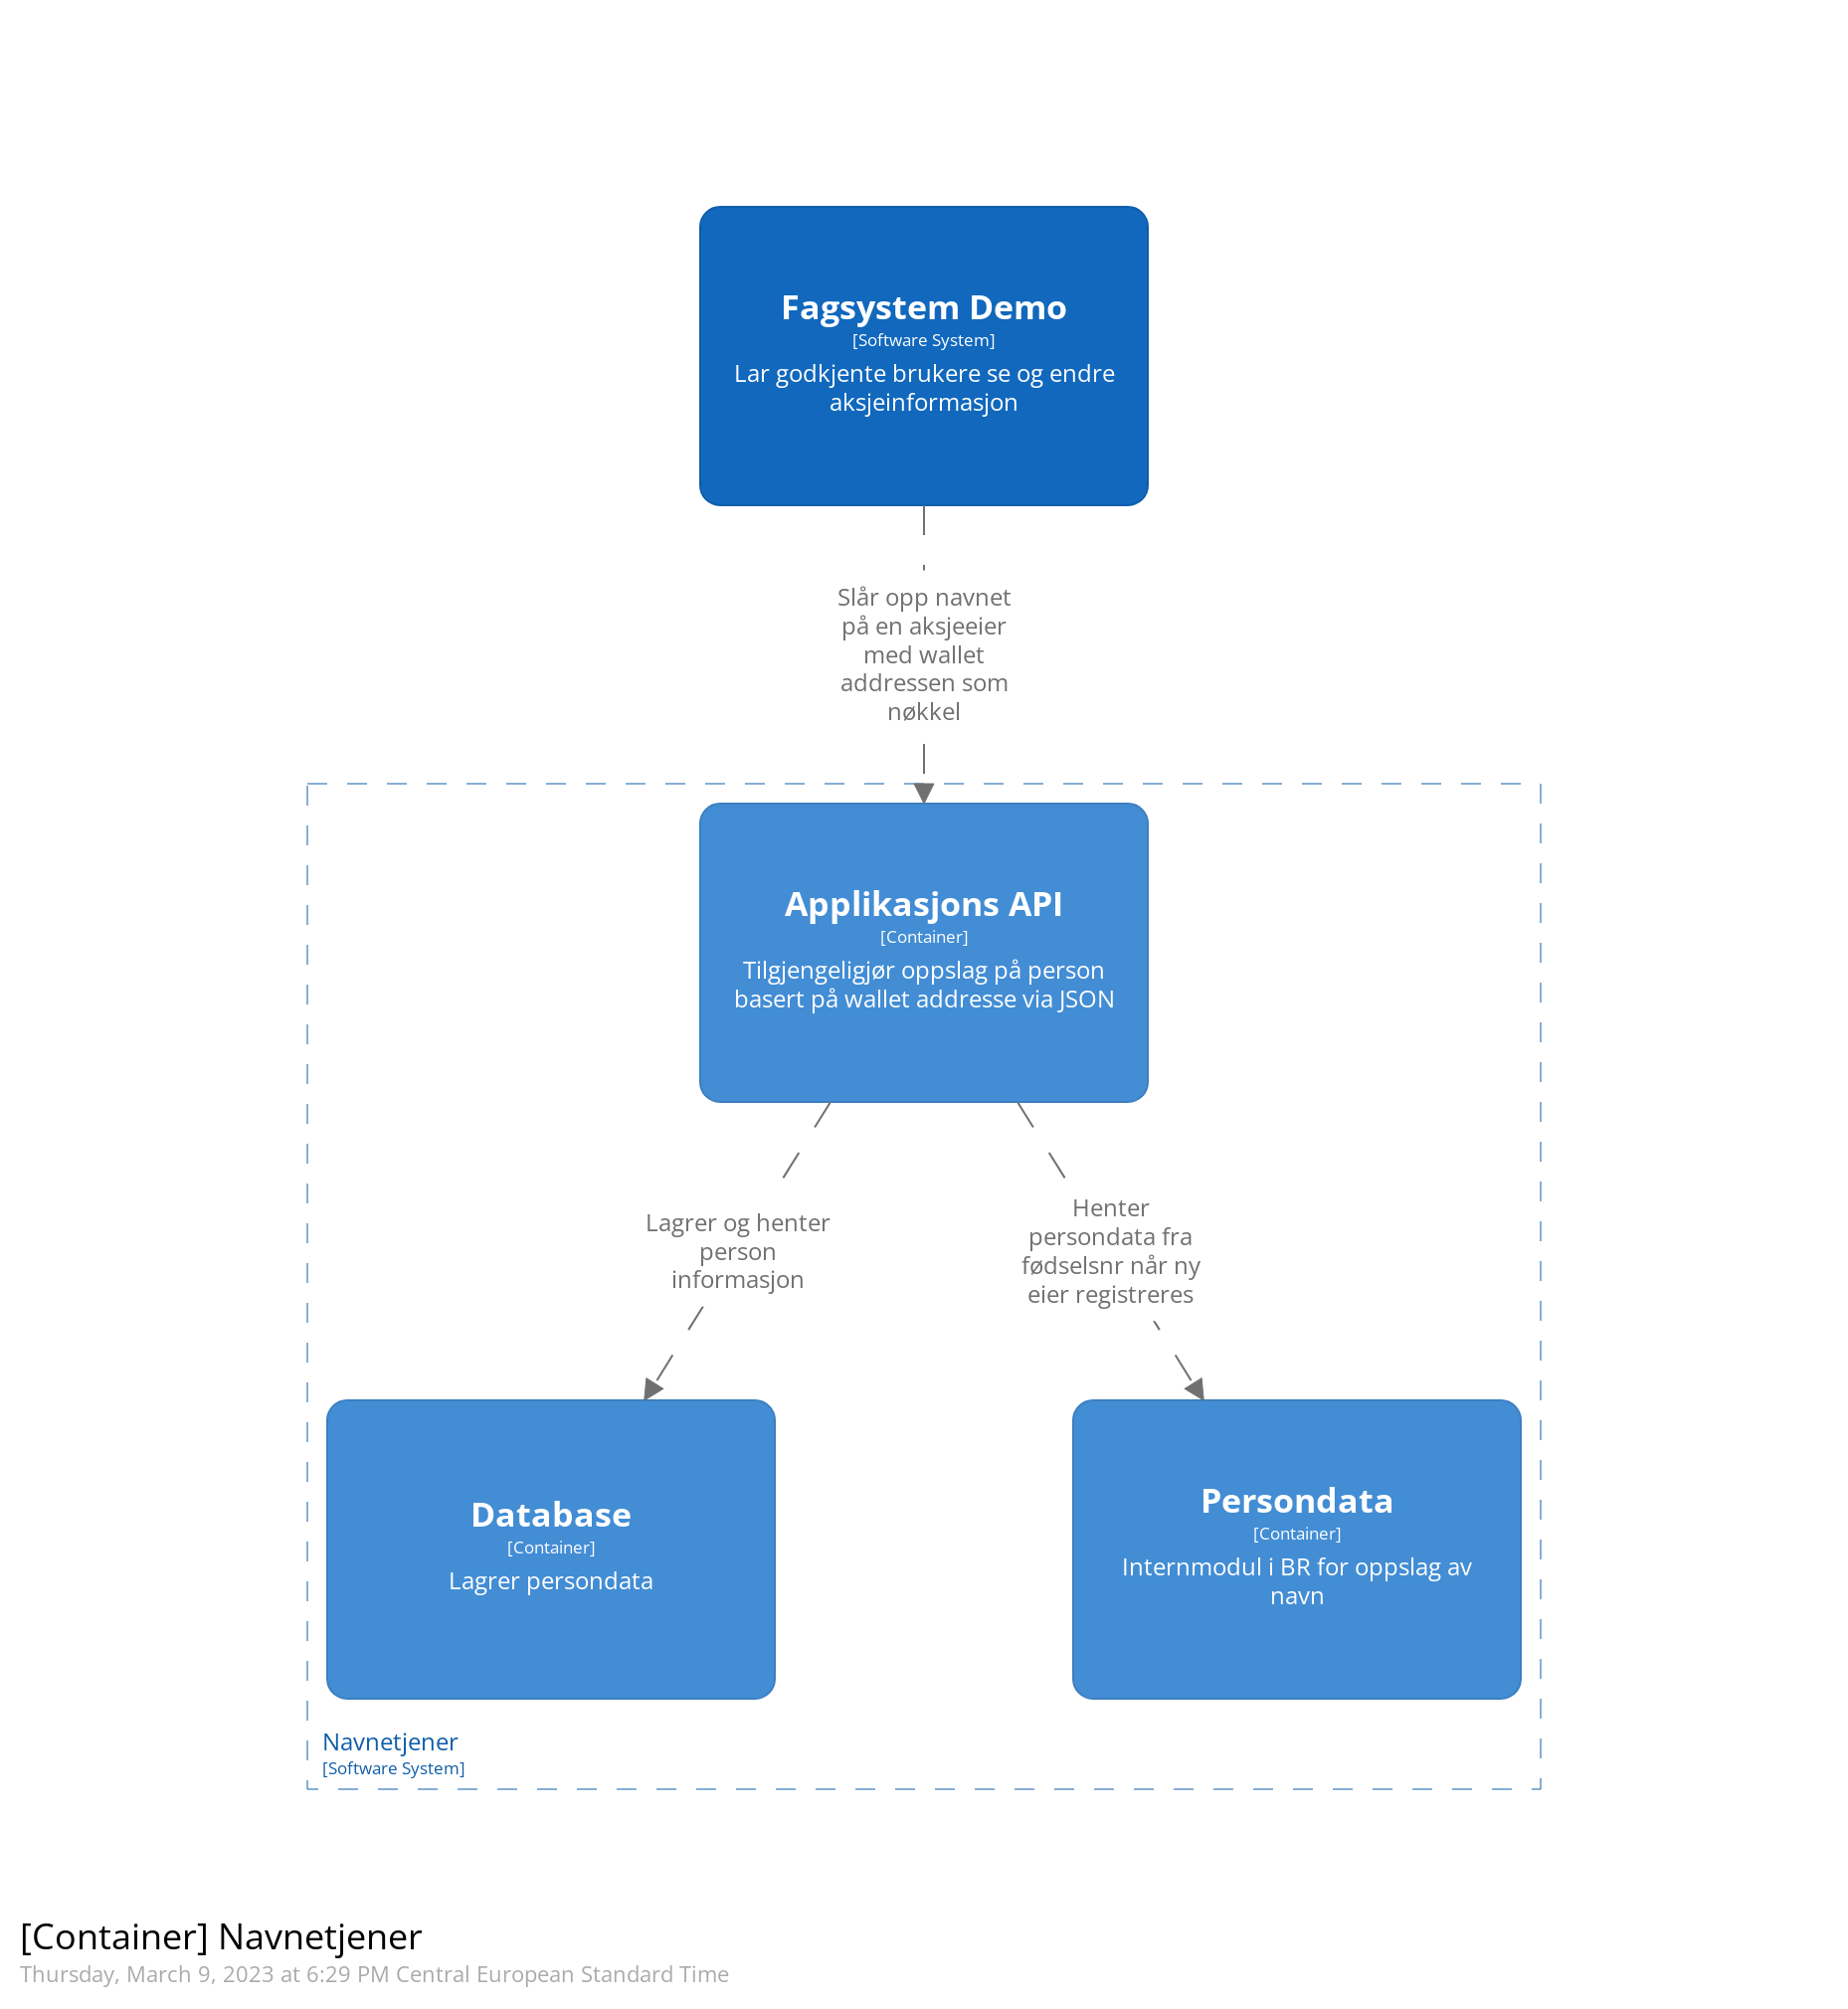 Fagsystem Demo
[Software System]
Lar godkjente brukere se og endre
aksjeinformasjon
Slår opp navnet
på en aksjeeier
med wallet
addressen som
nøkkel
Applikasjons API
[Container]
Tilgjengeligjør oppslag på person
basert på wallet addresse via JSON
Lagrer og henter
person
informasjon
Henter
persondata fra
fødselsnr når ny
eier registreres
Database
[Container]
Lagrer persondata
Persondata
[Container]
Internmodul i BR for oppslag av
navn
Navnetjener
[Software System]
[Container] Navnetjener
Thursday, March 9, 2023 at 6:29 PM Central European Standard Time